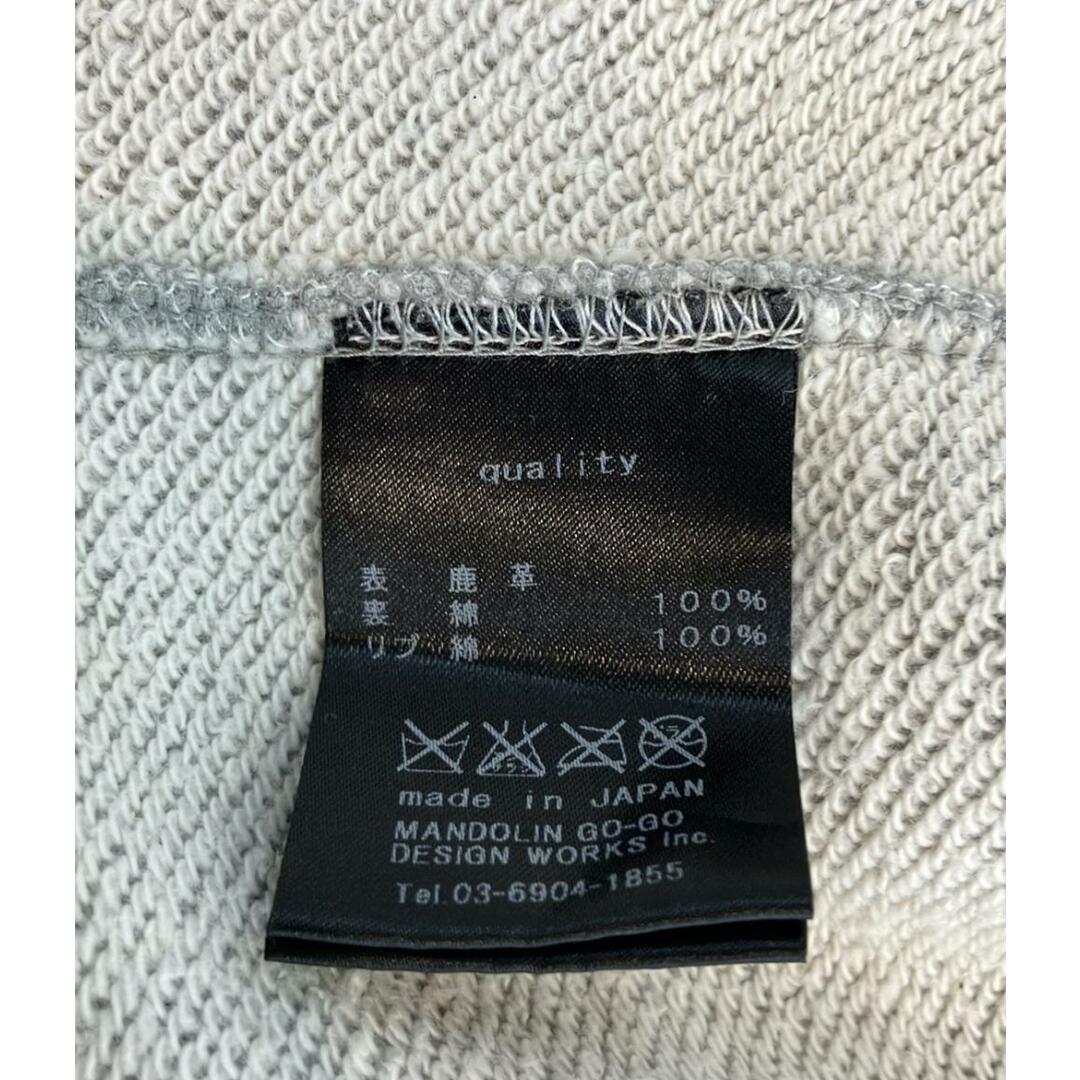 quality
表 鹿 革
裏 綿 100%
リブ 綿 100%
made in JAPAN
MANDOLIN GO-GO
DESIGN WORKS Inc.
Tel.03-6904-1855